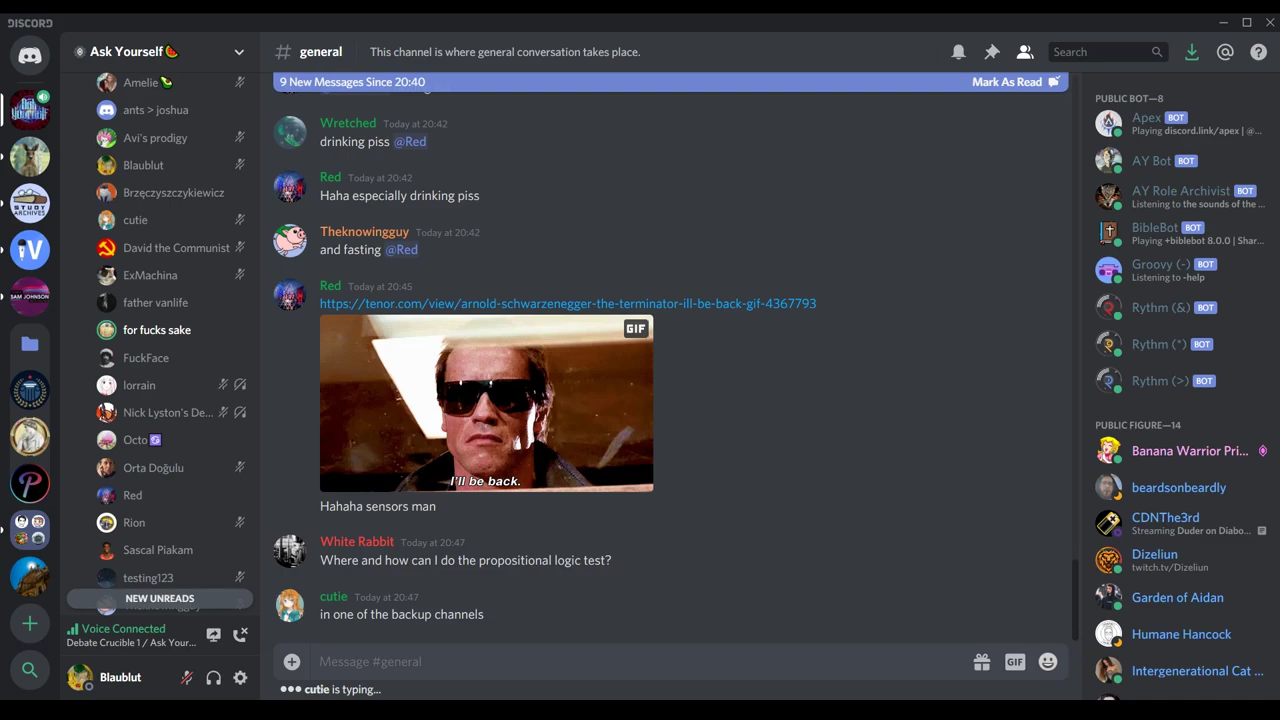 DISCORD
Ask Yourself🍉
# general
This channel is where general conversation takes place.
Search
Amelie 🥑
ants > joshua
Avi's prodigy
Blaublut
Brzęczyszczykiewicz
cutie
David the Communist
ExMachina
father vanlife
for fucks sake
FuckFace
lorrain
Nick Lyston's De...
Octo
Orta Doğulu
Red
Rion
Sascal Piakam
testing123
NEW UNREADS
Voice Connected
Debate Crucible 1 / Ask Your...
Blaublut
SAM JOHNSON
9 New Messages Since 20:40
Mark As Read
Wretched Today at 20:42
drinking piss @Red
Red Today at 20:42
Haha especially drinking piss
Theknowingguy Today at 20:42
and fasting @Red
Red Today at 20:45
https://tenor.com/view/arnold-schwarzenegger-the-terminator-ill-be-back-gif-4367793
GIF
I'll be back.
Hahaha sensors man
White Rabbit Today at 20:47
Where and how can I do the propositional logic test?
cutie Today at 20:47
in one of the backup channels
Message #general
GIF
cutie is typing...
PUBLIC BOT—8
Apex BOT
Playing discord.link/apex | @...
AY Bot BOT
AY Role Archivist BOT
Listening to the sounds of the ...
BibleBot BOT
Playing +biblebot 8.0.0 | Shar...
Groovy (-) BOT
Listening to -help
Rythm (&) BOT
Rythm (*) BOT
Rythm (>) BOT
PUBLIC FIGURE—14
Banana Warrior Pri...
beardsonbeardly
CDNThe3rd
Streaming Duder on Diabo...
Dizeliun
twitch.tv/Dizeliun
Garden of Aidan
Humane Hancock
Intergenerational Cat ...